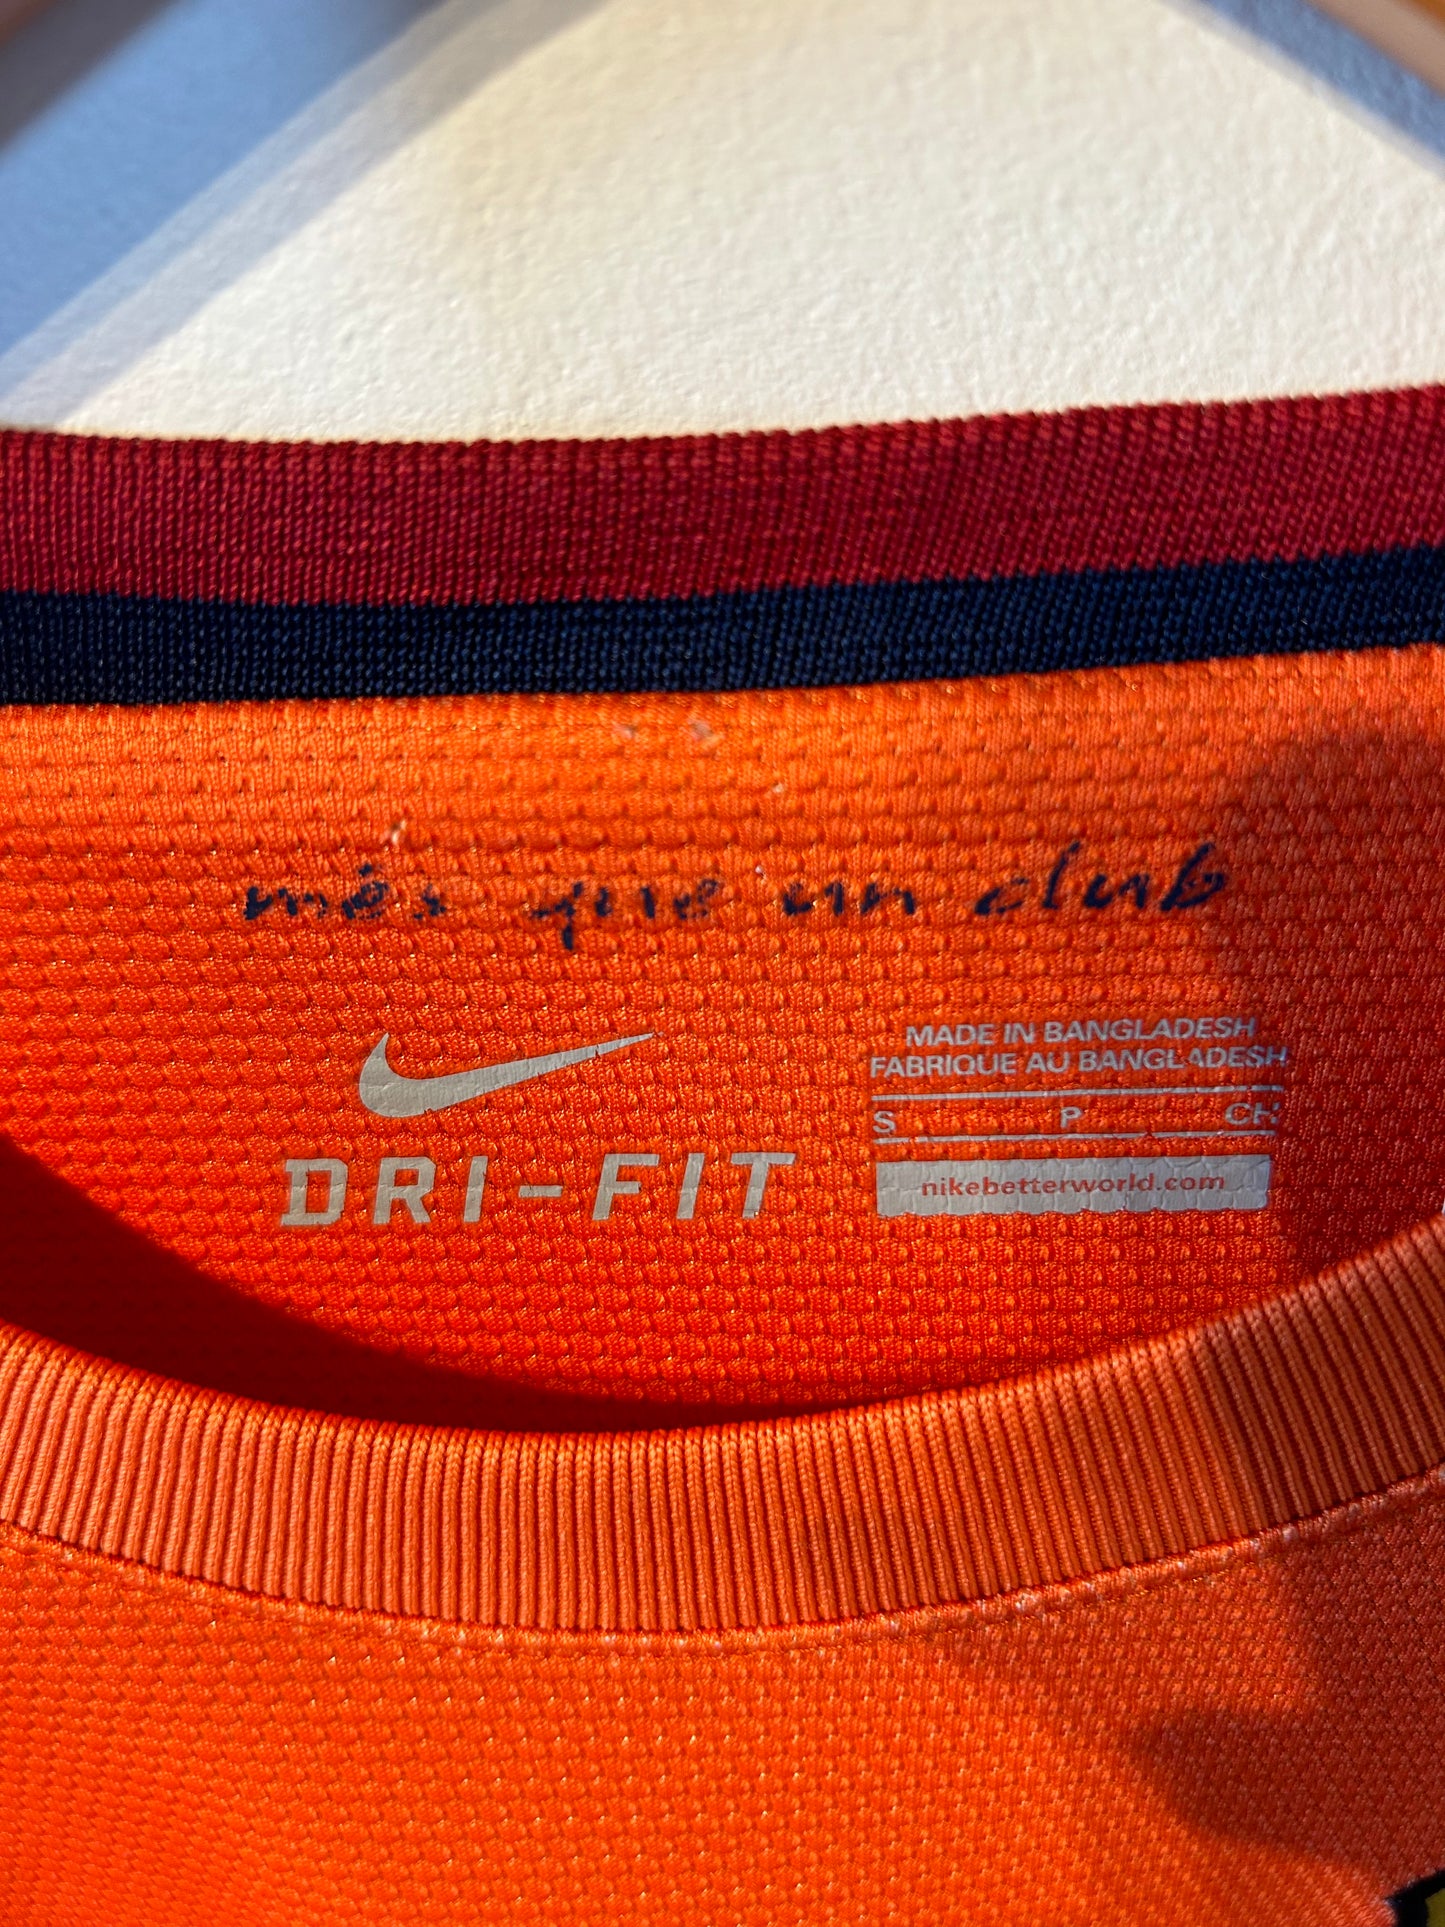 més que un club
DRI-FIT
MADE IN BANGLADESH
FABRIQUE AU BANGLADESH
S P CH
nikebetterworld.com